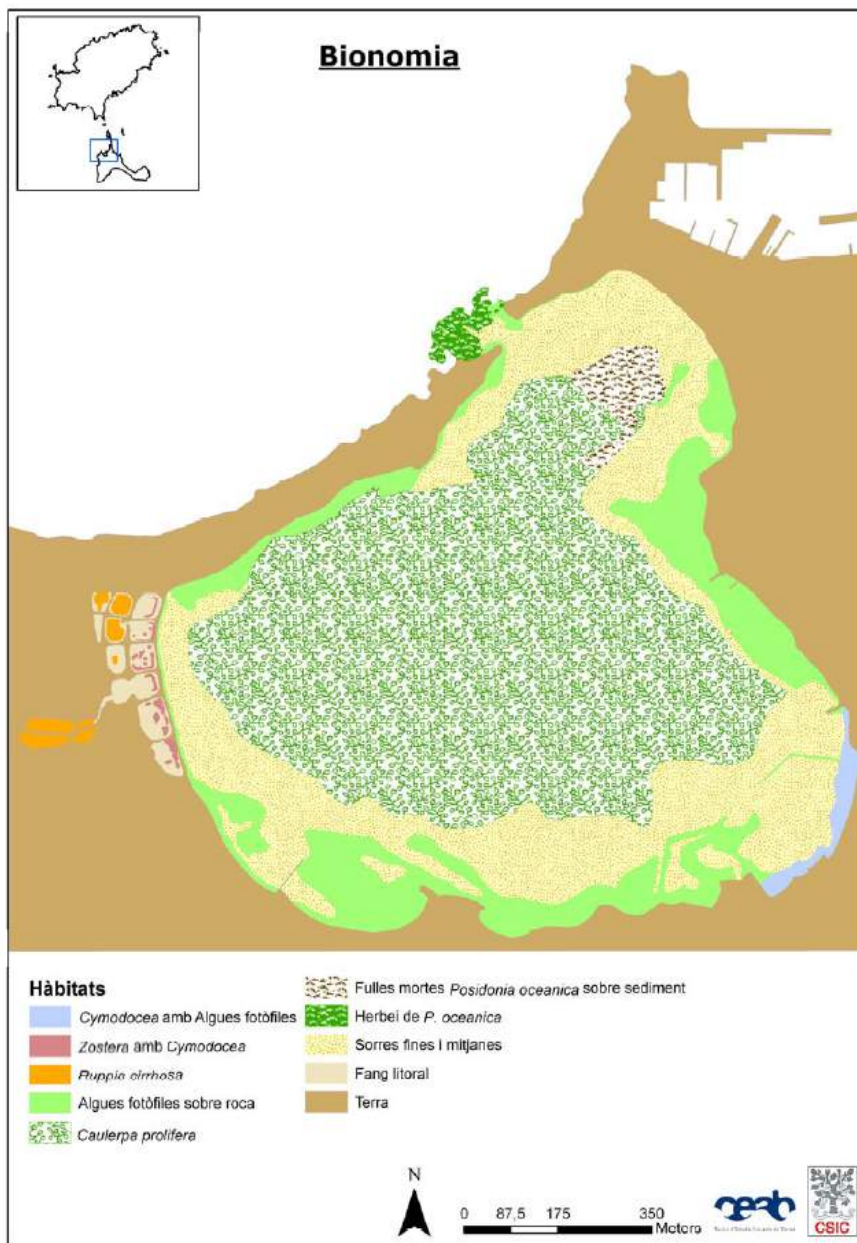 Bionomia
Hàbitats
Cymodocea amb Algues fotòfiles
Zostera amb Cymodocea
Ruppia cirrhosa
Algues fotòfiles sobre roca
Caulerpa prolifera
Fulles mortes Posidonia oceanica sobre sediment
Herbei de P. oceanica
Sorres fines i mitjanes
Fang litoral
Terra
N
0 87,5 175 350
Metors
ceab
CSIC